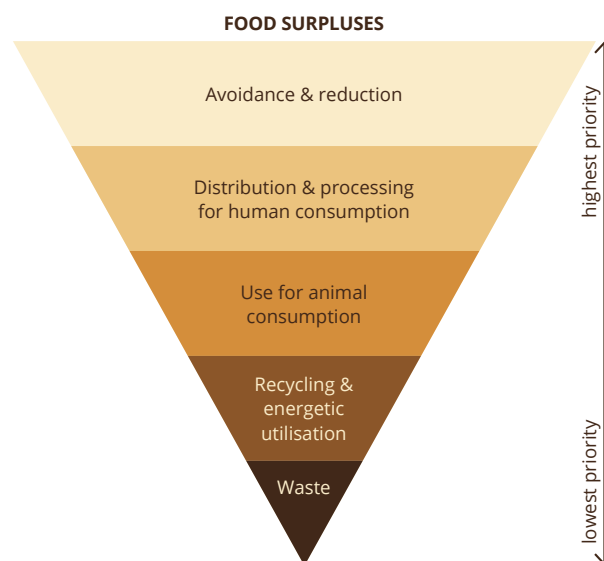 FOOD SURPLUSES
Avoidance & reduction
highest priority
Distribution & processing
for human consumption
Use for animal
consumption
Recycling &
energetic
utilisation
Waste
lowest priority